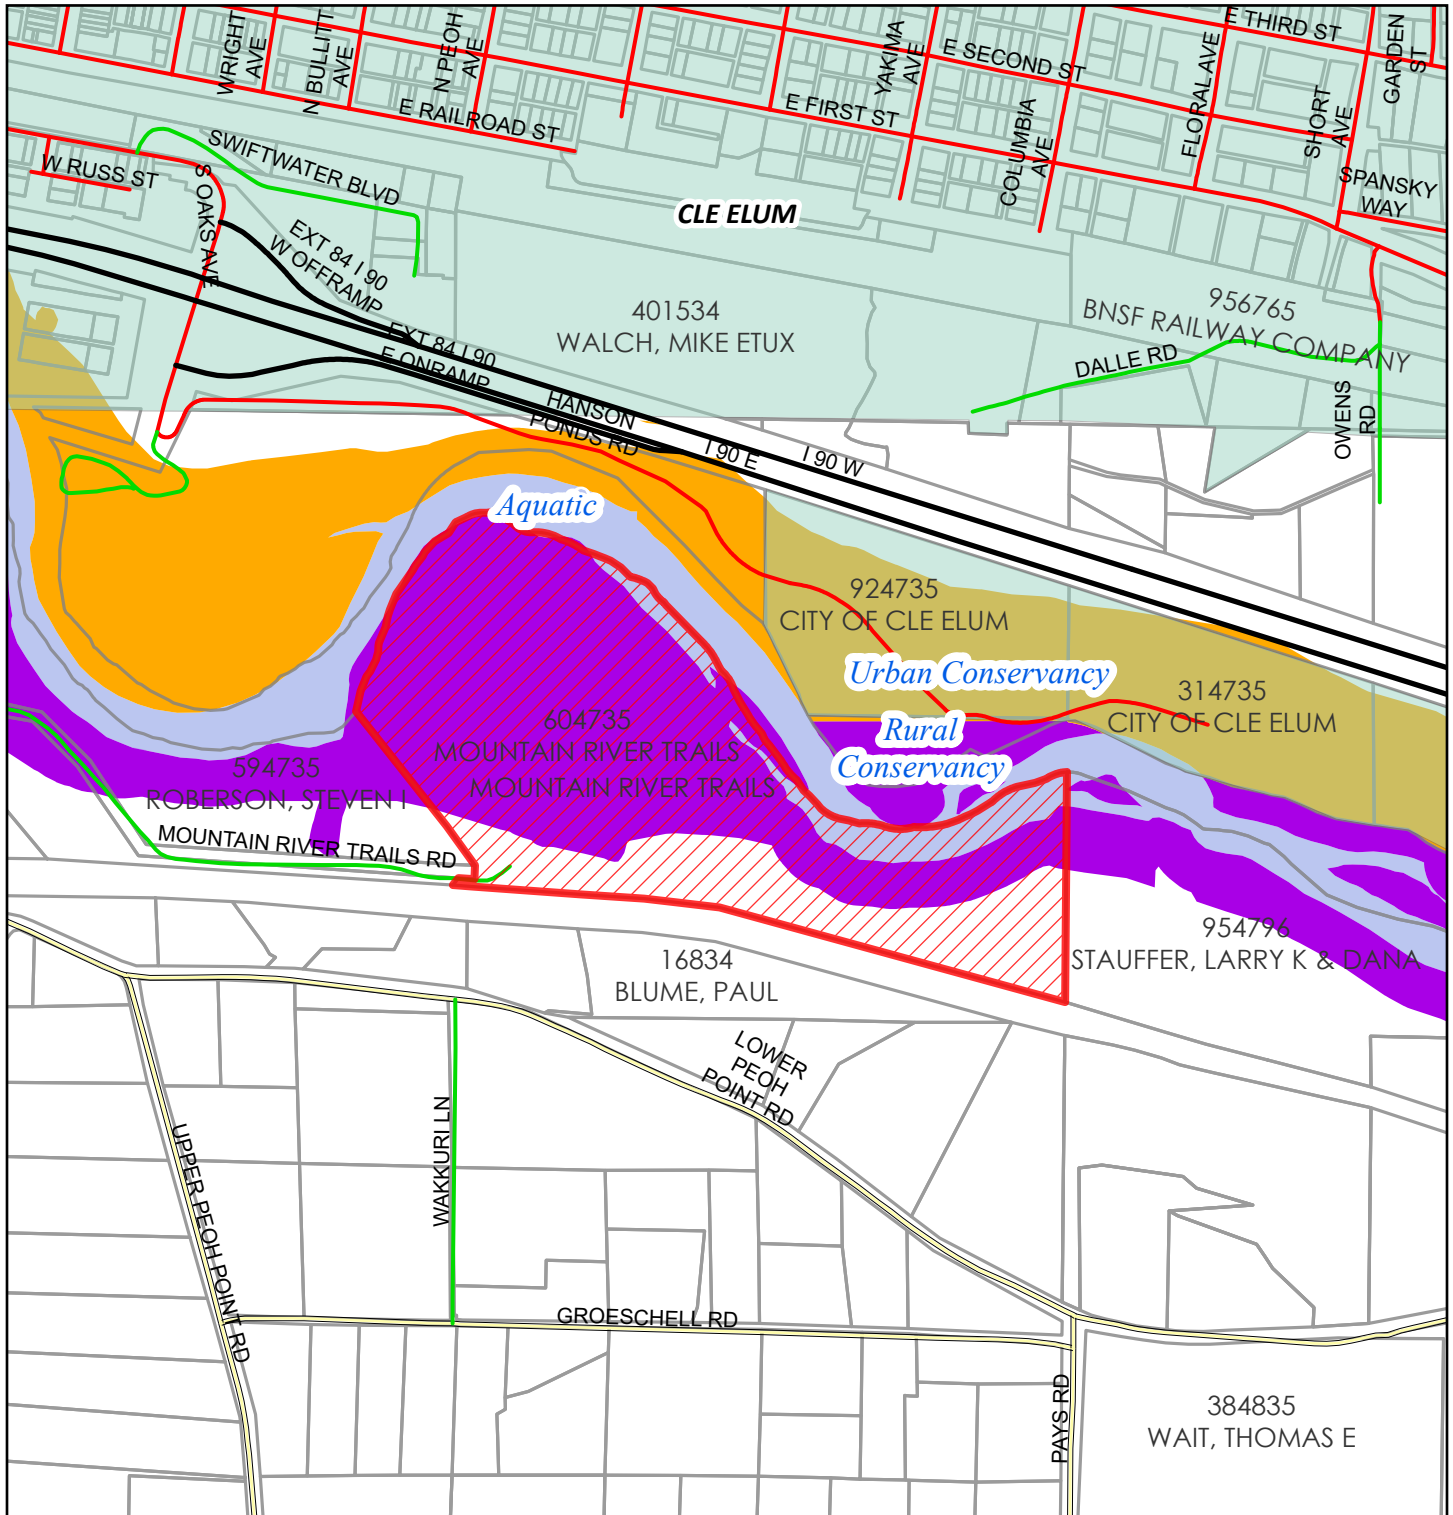 WRIGHT
AVE
N BULLITT
AVE
N PEOH
AVE
YAKIMA
AVE
E THIRD ST
GARDEN
ST
E SECOND ST
FLORAL AVE
SHORT
AVE
COLUMBIA
AVE
E FIRST ST
E RAILROAD ST
SWIFTWATER BLVD
W RUSS ST
S OAKS AVE
SPANSKY
WAY
CLE ELUM
EXT 84 I 90
W OFFRAMP
EXT 84 I 90
E ONRAMP
401534
WALCH, MIKE ETUX
956765
BNSF RAILWAY COMPANY
DALLE RD
OWENS
RD
HANSON
PONDS RD
I 90 E
I 90 W
Aquatic
924735
CITY OF CLE ELUM
Urban Conservancy
314735
CITY OF CLE ELUM
Rural
Conservancy
604735
MOUNTAIN RIVER TRAILS
MOUNTAIN RIVER TRAILS
594735
ROBERSON, STEVEN I
MOUNTAIN RIVER TRAILS RD
954796
STAUFFER, LARRY K & DANA
16834
BLUME, PAUL
LOWER
PEOH
POINT RD
WAKKURI LN
UPPER PEOH POINT RD
GROESCHELL RD
PAYS RD
384835
WAIT, THOMAS E